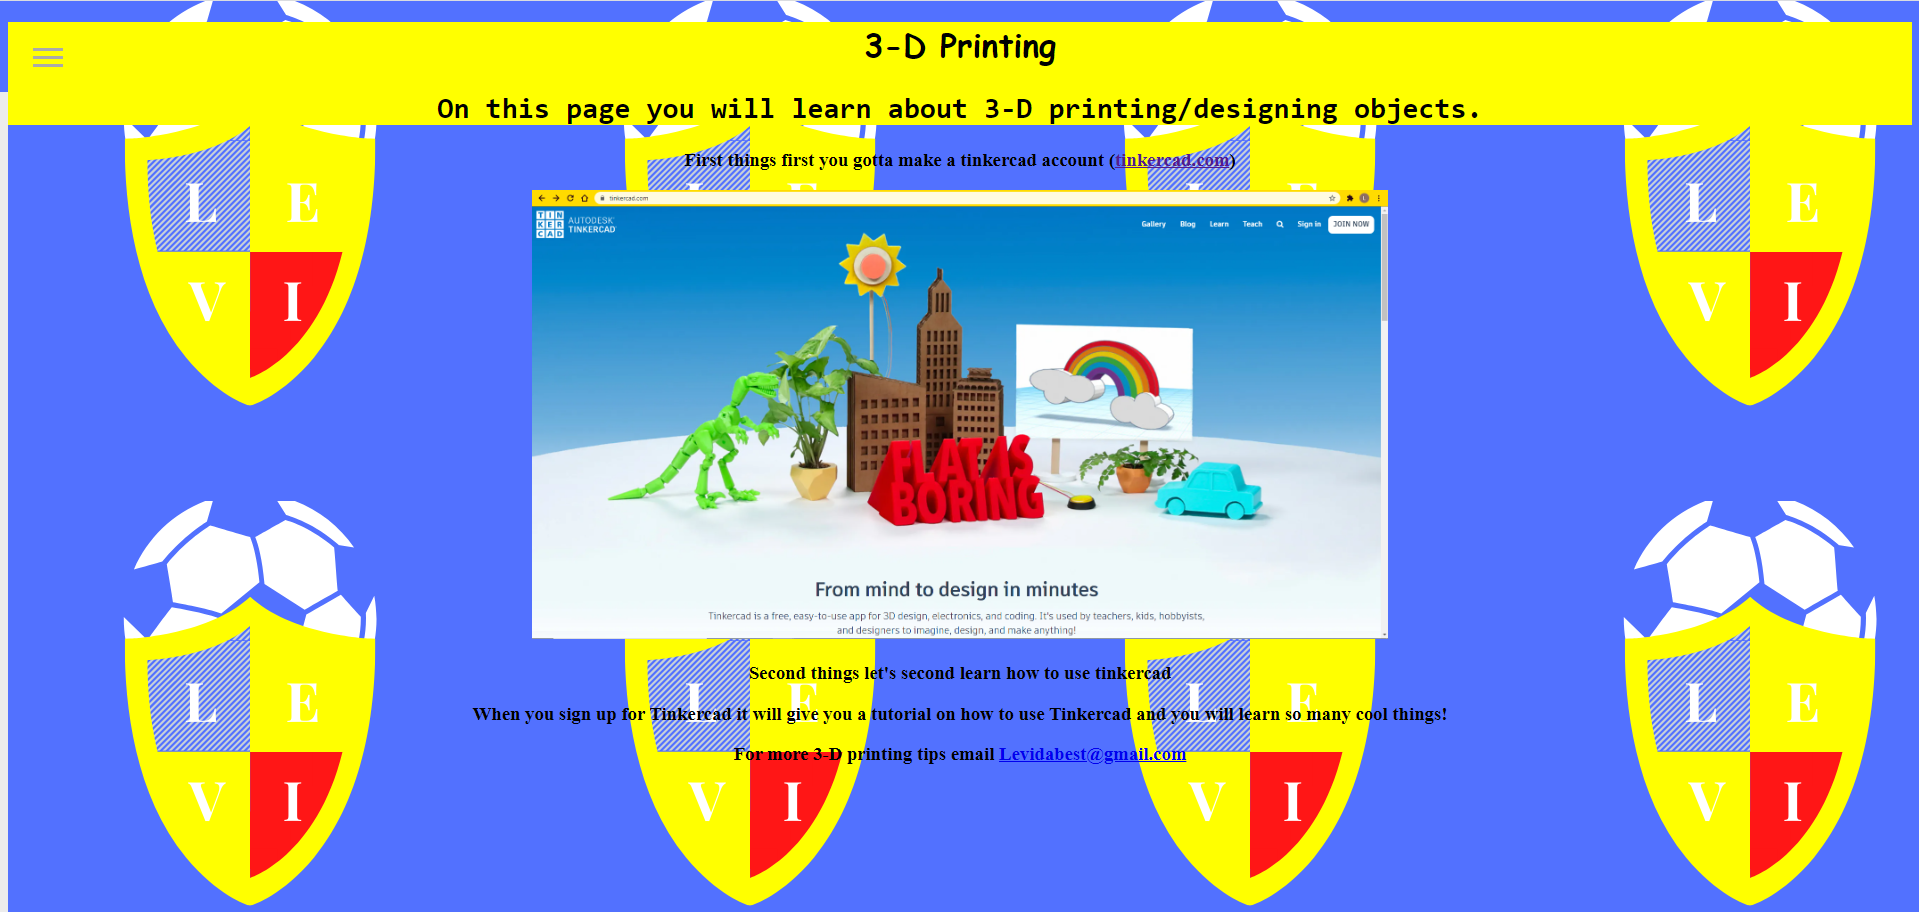 3-D Printing
On this page you will learn about 3-D printing/designing objects.
First things first you gotta make a tinkercad account (tinkercad.com)
tinkercad.com
L
TIN
KER
CAD
AUTODESK
TINKERCAD
Gallery Blog Learn Teach Sign in JOIN NOW
L E
V I
L E
V I
FLAT IS
BORING
From mind to design in minutes
Tinkercad is a free, easy-to-use app for 3D design, electronics, and coding. It's used by teachers, kids, hobbyists,
and designers to imagine, design, and make anything!
Second things let's second learn how to use tinkercad
When you sign up for Tinkercad it will give you a tutorial on how to use Tinkercad and you will learn so many cool things!
For more 3-D printing tips email Levidabest@gmail.com
L E
V I
L E
V I
L E
V I
L E
V I